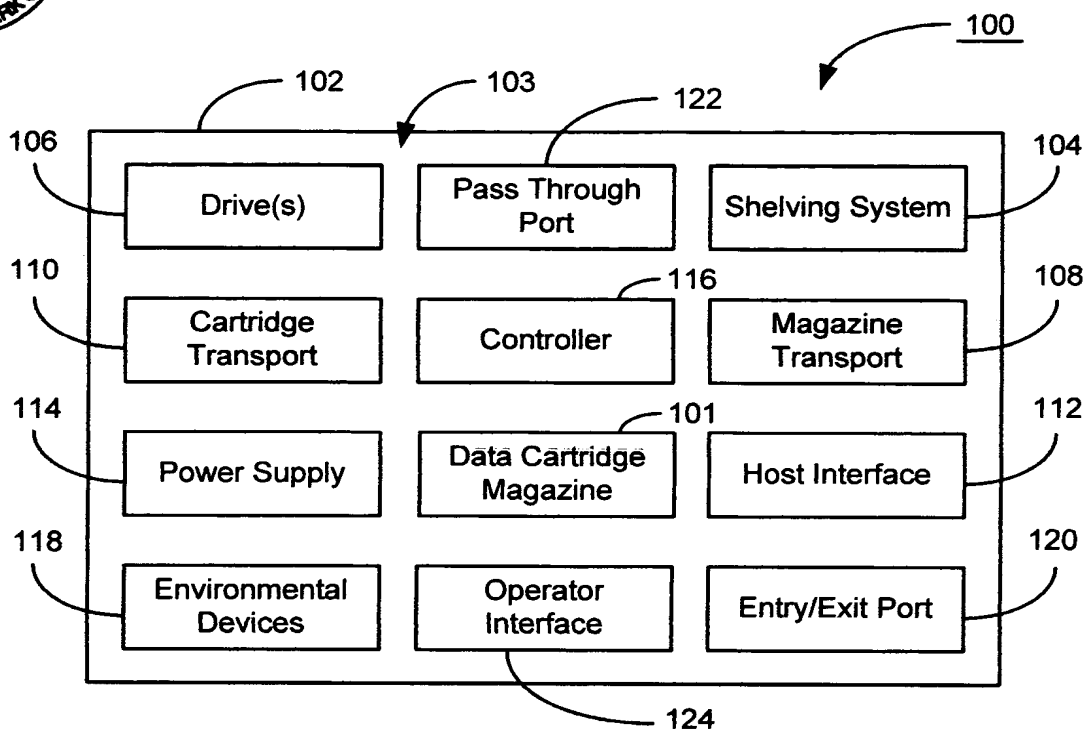 100
102
103
122
106
104
Drive(s)
Pass Through
Port
Shelving System
110
116
108
Cartridge
Transport
Controller
Magazine
Transport
114
101
112
Power Supply
Data Cartridge
Magazine
Host Interface
118
120
Environmental
Devices
Operator
Interface
Entry/Exit Port
124